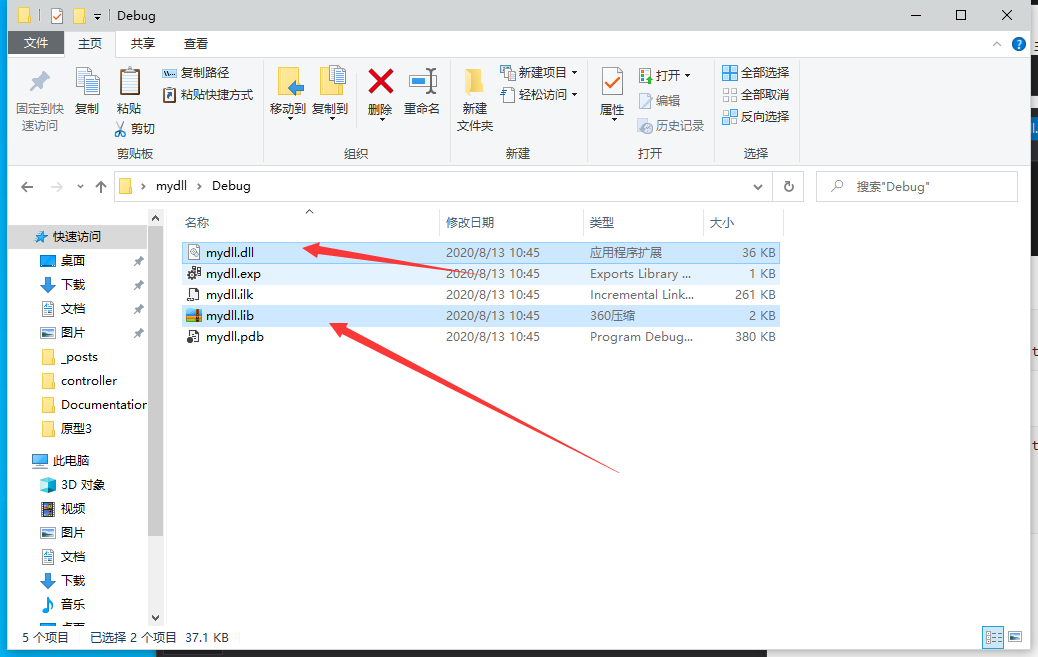 Debug
文件 主页 共享 查看
固定到快速访问
复制
粘贴
复制路径
粘贴快捷方式
剪切
剪贴板
移动到
复制到
删除
重命名
组织
新建文件夹
新建项目
轻松访问
新建
属性
打开
编辑
历史记录
打开
全部选择
全部取消
反向选择
选择
mydll › Debug
搜索"Debug"
名称 修改日期 类型 大小
mydll.dll 2020/8/13 10:45 应用程序扩展 36 KB
mydll.exp 2020/8/13 10:45 Exports Library ... 1 KB
mydll.ilk 2020/8/13 10:45 Incremental Link... 261 KB
mydll.lib 2020/8/13 10:45 360压缩 2 KB
mydll.pdb 2020/8/13 10:45 Program Debug... 380 KB
快速访问
桌面
下载
文档
图片
_posts
controller
Documentation
原型3
此电脑
3D 对象
视频
图片
文档
下载
音乐
5 个项目 已选择 2 个项目 37.1 KB